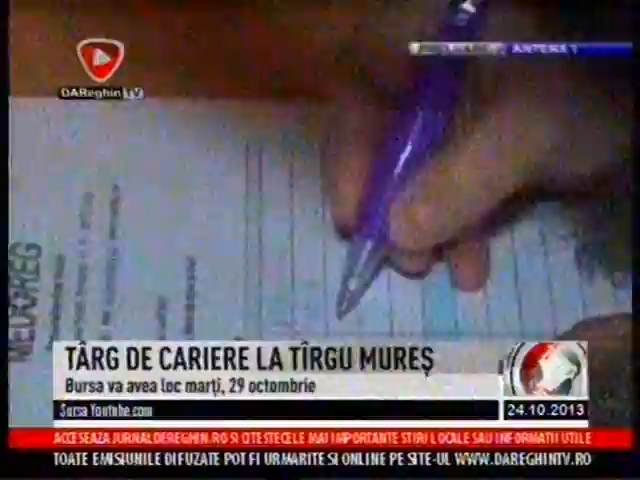 DAReghin TV
ANTENA 1
NEDOREG
TÂRG DE CARIERE LA TÎRGU MUREȘ
Bursa va avea loc marți, 29 octombrie
Sursa Youtube.com
24.10.2013
ACCESEAZA JURNALDEREGHIN.RO SI CITESTE CELE MAI IMPORTANTE STIRI LOCALE SAU INFORMATII UTILE
TOATE EMISIUNILE DIFUZATE POT FI URMARITE SI ONLINE PE SITE-UL WWW.DAREGHINTV.RO